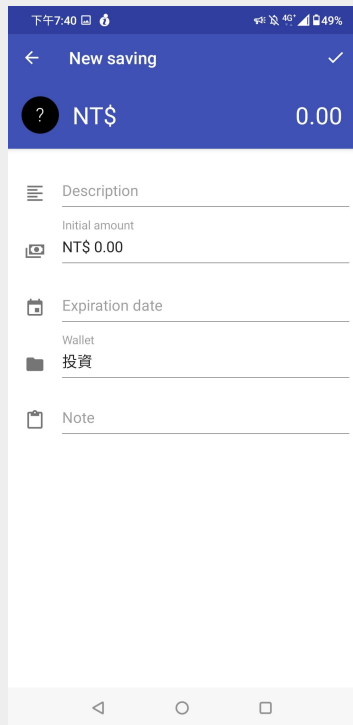 下午7:40 4G+ 49%
New saving
? NT$ 0.00
Description
Initial amount
NT$ 0.00
Expiration date
Wallet
投資
Note